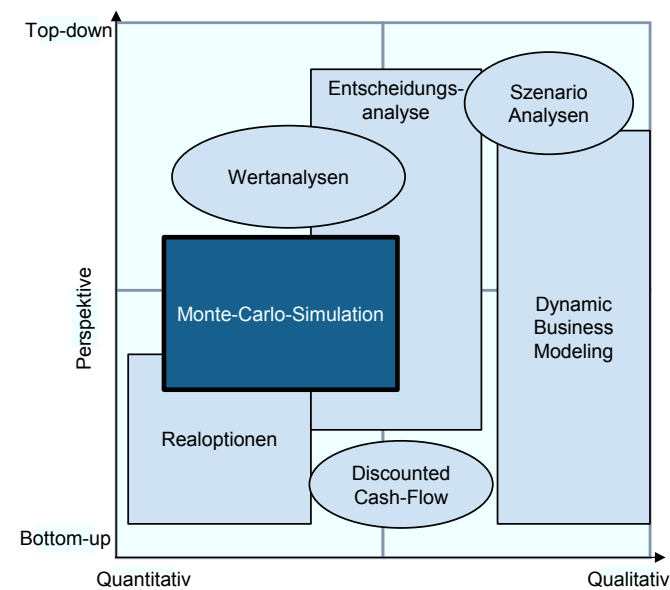 Top-down
Entscheidungs-
analyse
Szenario
Analysen
Wertanalysen
Perspektive
Monte-Carlo-Simulation
Dynamic
Business
Modeling
Realoptionen
Discounted
Cash-Flow
Bottom-up
Quantitativ
Qualitativ